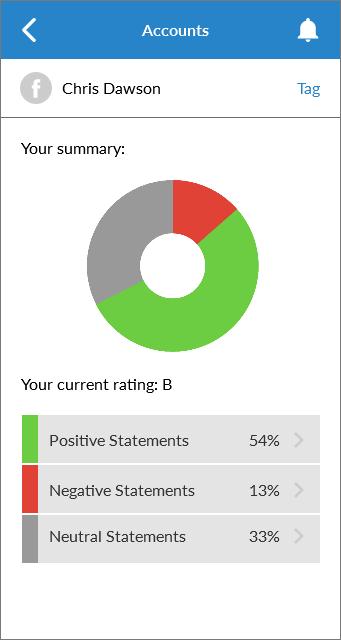 Accounts
Chris Dawson Tag
Your summary:
Your current rating: B
Positive Statements 54%
Negative Statements 13%
Neutral Statements 33%